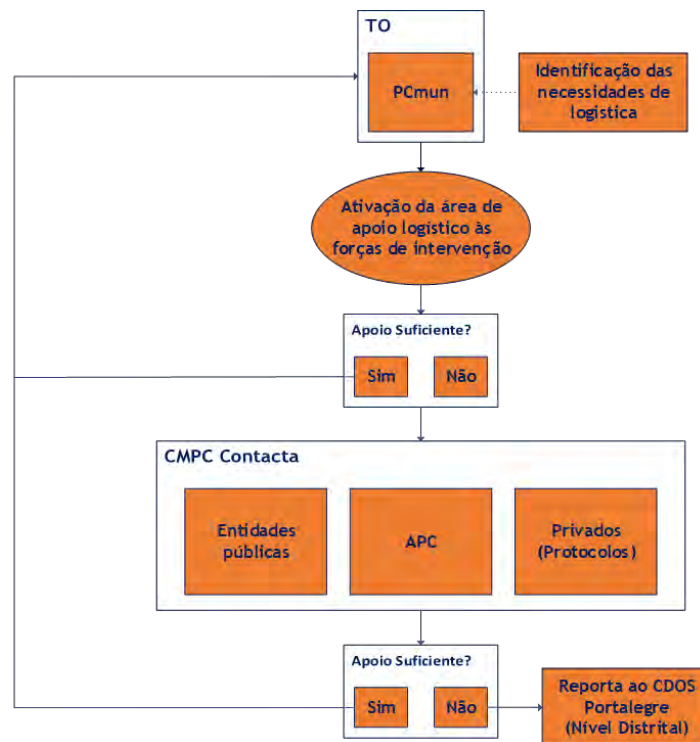 TO
PCmun
Identificação das
necessidades de
logistica
Ativação da área de
apoio logístico às
forças de intervenção
Apoio Suficiente?
Sim
Não
CMPC Contacta
Entidades
públicas
APC
Privados
(Protocolos)
Apoio Suficiente?
Sim
Não
Reporta ao CDOS
Portalegre
(Nível Distrital)